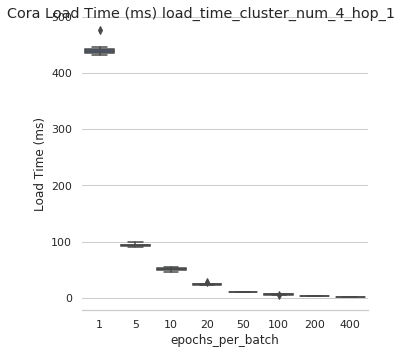 Cora Load Time (ms) load_time_cluster_num_4_hop_1
500
400
300
200
100
0
Load Time (ms)
1 5 10 20 50 100 200 400
epochs_per_batch